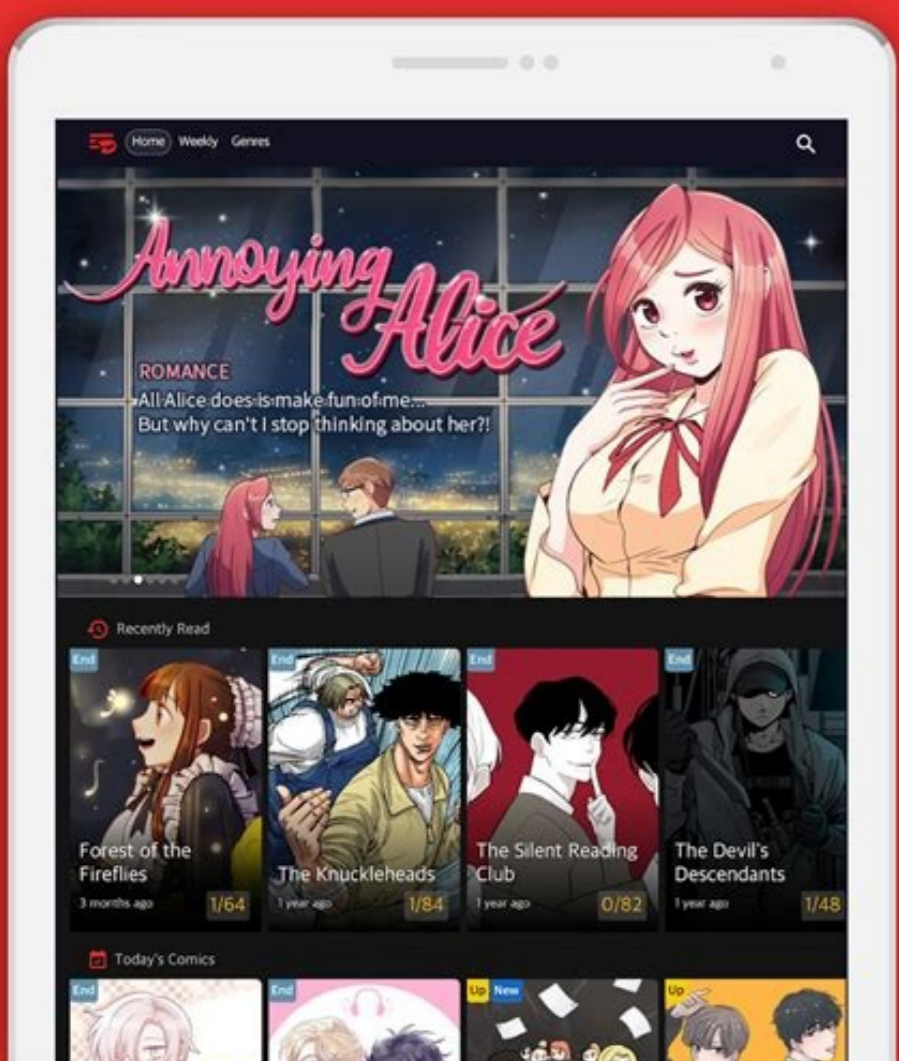 Home Weekly Genres
Annoying
Alice
ROMANCE
All Alice does is make fun of me...
But why can't I stop thinking about her?!
Recently Read
End
End
End
End
Forest of the
Fireflies
3 months ago 1/64
The Knuckleheads
1 year ago 1/84
The Silent Reading
Club
1 year ago 0/82
The Devil's
Descendants
1 year ago 1/48
Today's Comics
End
End
Up New
Up